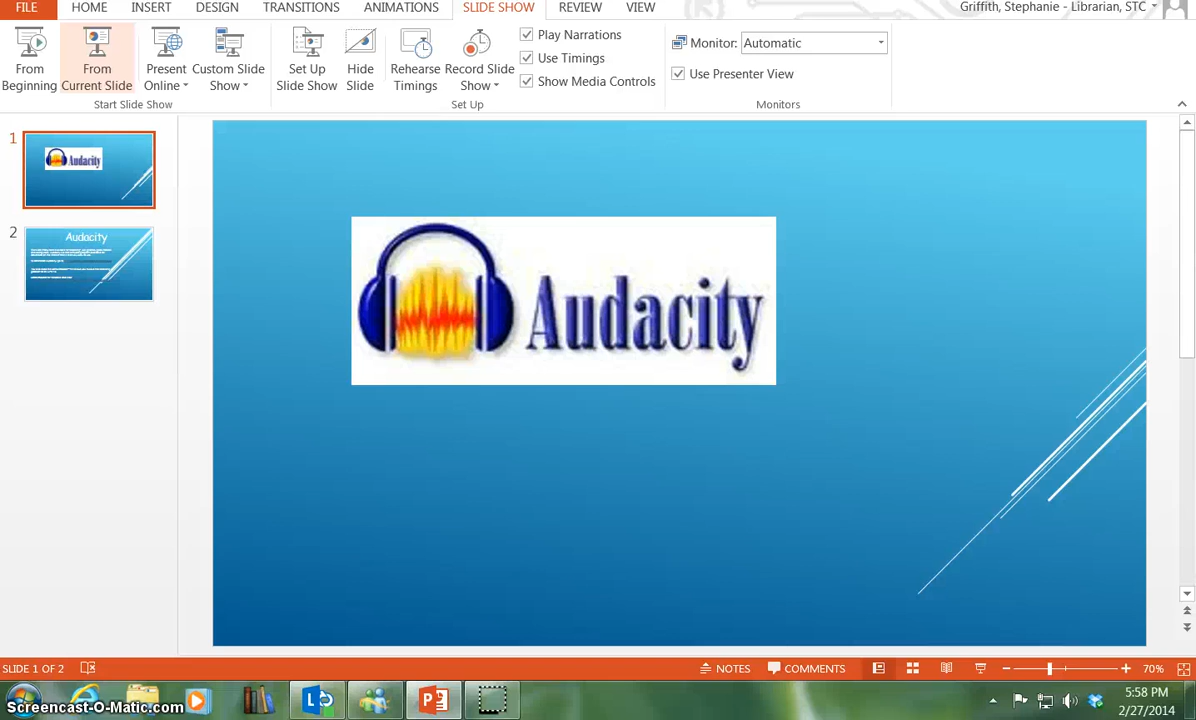 FILE HOME INSERT DESIGN TRANSITIONS ANIMATIONS SLIDE SHOW REVIEW VIEW Griffith, Stephanie - Librarian, STC
From Beginning
From Current Slide
Present Online
Custom Slide Show
Set Up Slide Show
Hide Slide
Rehearse Timings
Record Slide Show
Play Narrations
Use Timings
Show Media Controls
Monitor: Automatic
Use Presenter View
Start Slide Show Set Up Monitors
1
Audacity
2
Audacity
Audacity
SLIDE 1 OF 2 NOTES COMMENTS 70%
Screencast-O-Matic.com
5:58 PM
2/27/2014